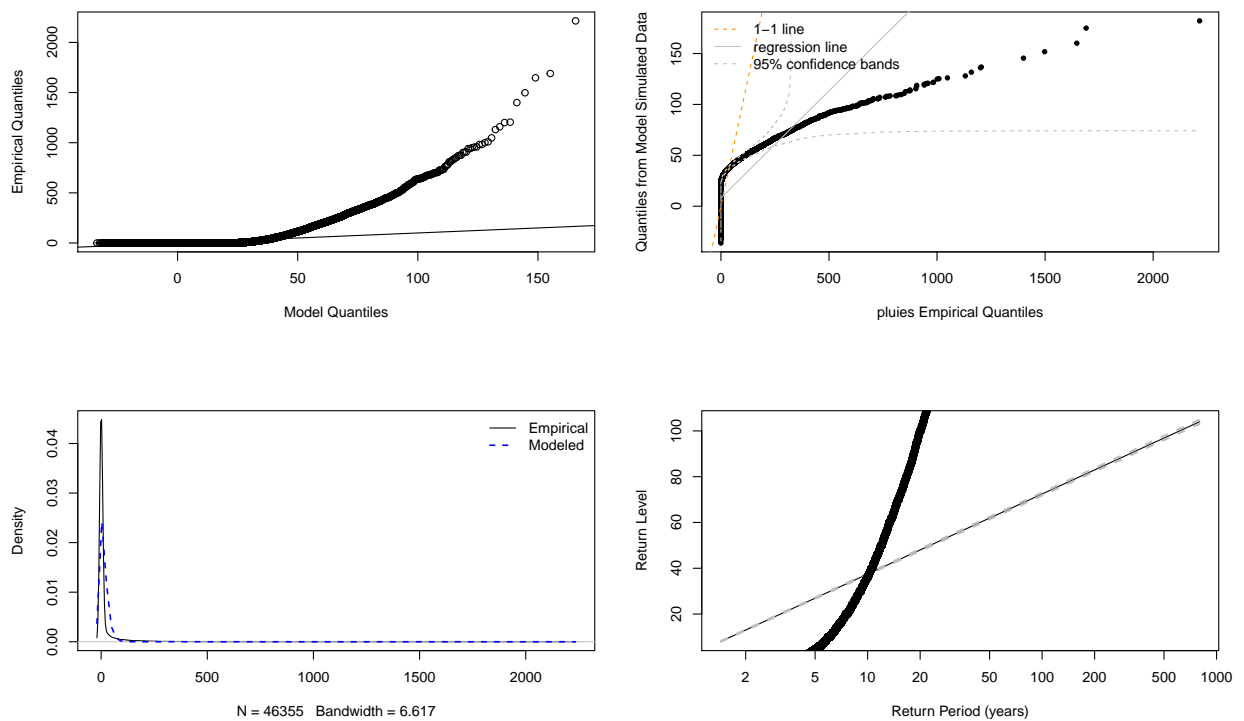 Empirical Quantiles
0 500 1000 1500 2000
0 50 100 150
Model Quantiles
Quantiles from Model Simulated Data
0 50 100 150
1−1 line
regression line
95% confidence bands
0 500 1000 1500 2000
pluies Empirical Quantiles
Density
0.00 0.01 0.02 0.03 0.04
Empirical
Modeled
0 500 1000 1500 2000
N = 46355 Bandwidth = 6.617
Return Level
20 40 60 80 100
2 5 10 20 50 100 200 500 1000
Return Period (years)